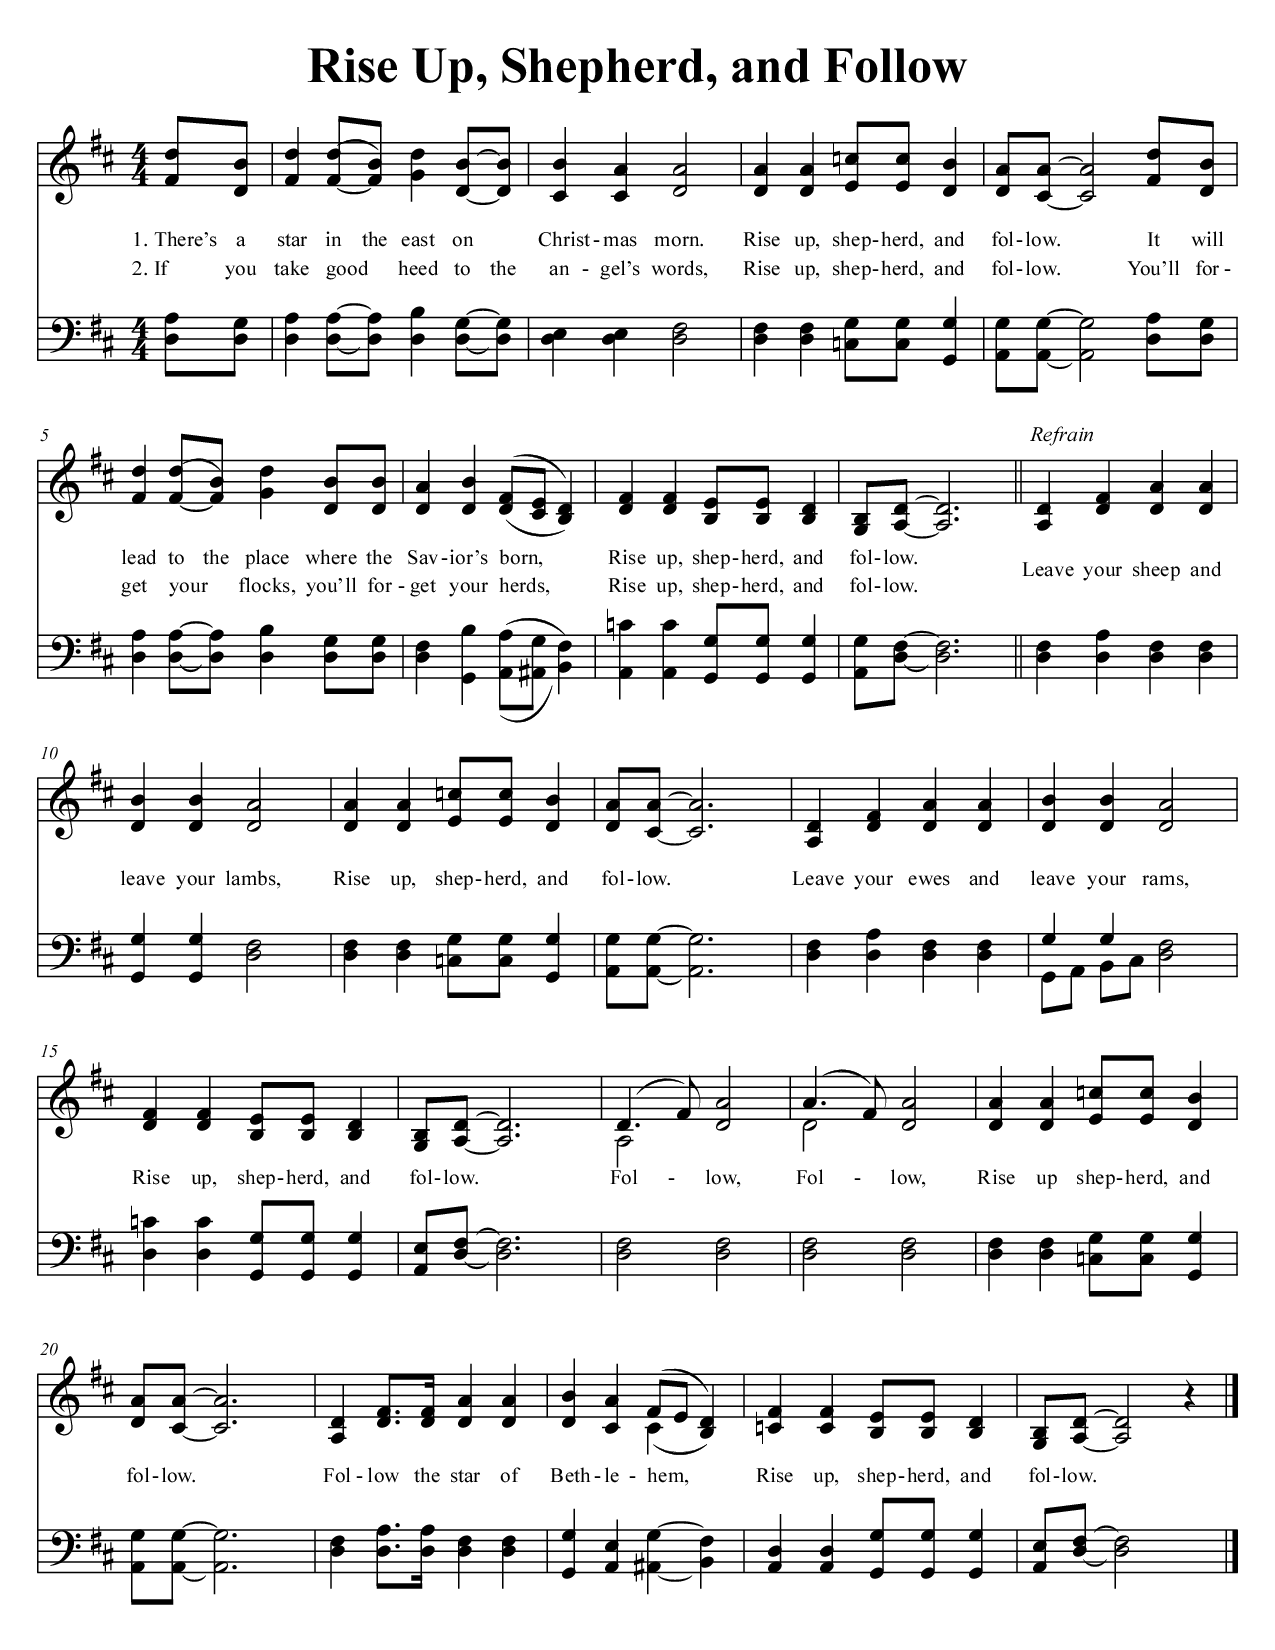 Rise Up, Shepherd, and Follow
4 4
1. There’s a star in the east on Christ - mas morn. Rise up, shep - herd, and fol - low. It will
2. If you take good heed to the an - gel’s words, Rise up, shep - herd, and fol - low. You’ll for -
4 4
5
Refrain
lead to the place where the Sav - ior’s born, Rise up, shep - herd, and fol - low.
Leave your sheep and
get your flocks, you’ll for - get your herds, Rise up, shep - herd, and fol - low.
10
leave your lambs, Rise up, shep - herd, and fol - low. Leave your ewes and leave your rams,
15
Rise up, shep - herd, and fol - low. Fol - low, Fol - low, Rise up shep - herd, and
20
fol - low. Fol - low the star of Beth - le - hem, Rise up, shep - herd, and fol - low.